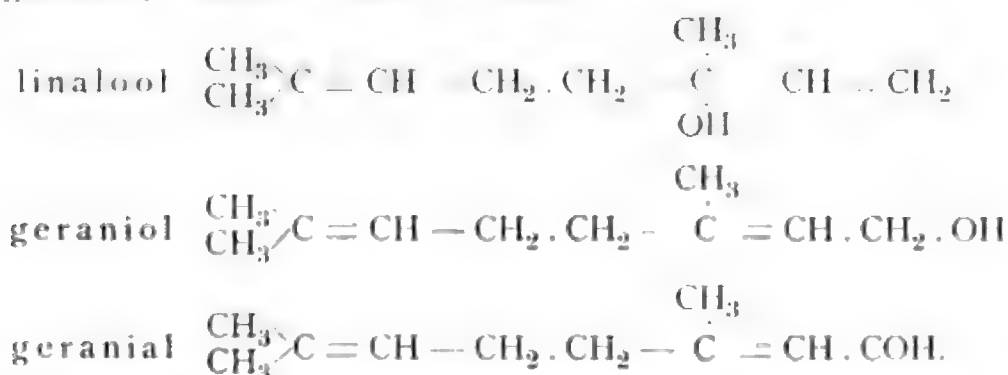 CH₃
linalool CH₃ CH₃ C = CH CH₂ . CH₂ C CH .. CH₂
OH
CH₃
geraniol CH₃ CH₃ C = CH — CH₂ . CH₂ - C = CH . CH₂ . OH
CH₃
geranial CH₃ CH₃ C = CH — CH₂ . CH₂ — C = CH . COH.